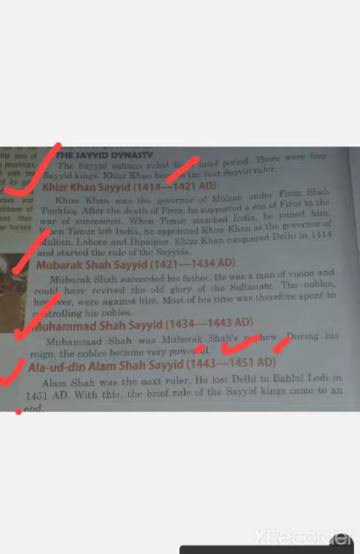 the sons of
provinces,
with the
THE SAYYID DYNASTY
The Sayyid sultans ruled for a brief period. There were four
Sayyid kings. Khizr Khan became the first Sayyid ruler.
Khizr Khan Sayyid (1414—1421 AD)
Khizr Khan was the governor of Multan under Firoz Shah
Tughlaq. After the death of Firoz, he supported a son of Firoz in the
war of succession. When Timur attacked India, he joined him.
When Timur left India, he appointed Khizr Khan as the governor of
Multan, Lahore and Dipalpur. Khizr Khan conquered Delhi in 1414
and started the rule of the Sayyids.
Mubarak Shah Sayyid (1421—1434 AD)
Mubarak Shah succeeded his father. He was a man of vision and
could have revived the old glory of the Sultanate. The nobles,
however, were against him. Most of his time was therefore spent in
controlling his nobles.
Muhammad Shah Sayyid (1434—1443 AD)
Muhammad Shah was Mubarak Shah's nephew. During his
reign, the nobles became very powerful.
Ala-ud-din Alam Shah Sayyid (1443—1451 AD)
Alam Shah was the next ruler. He lost Delhi to Bahlul Lodi in
1451 AD. With this, the brief rule of the Sayyid kings came to an
end.
XRecorder